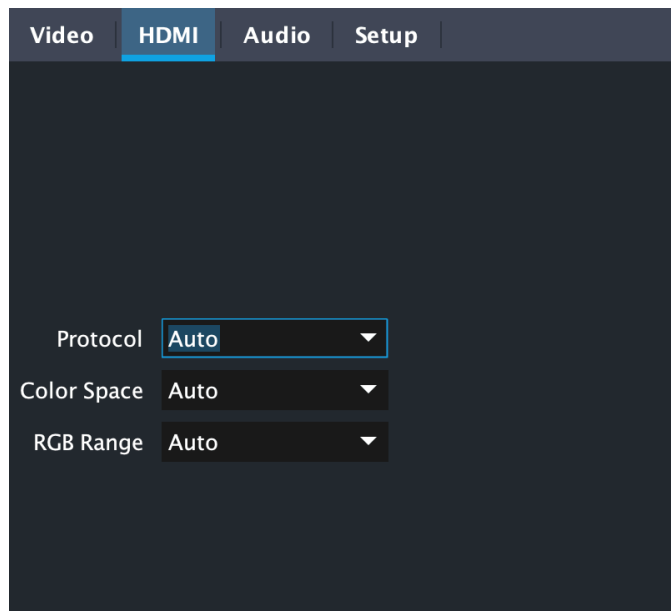 Video HDMI Audio Setup
Protocol Auto
Color Space Auto
RGB Range Auto